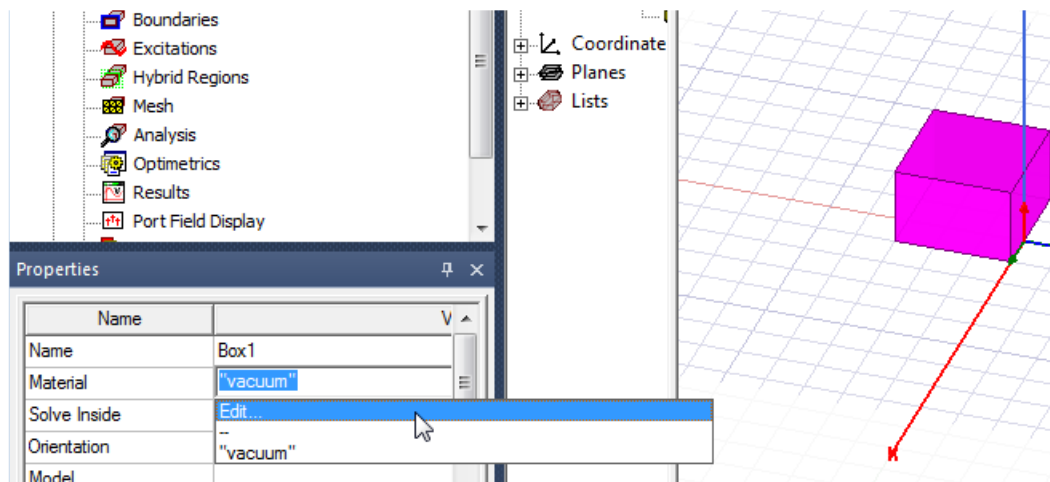 Boundaries
Excitations
Hybrid Regions
Mesh
Analysis
Optimetrics
Results
Port Field Display
Coordinate
Planes
Lists
Properties
Name V
Name Box1
Material "vacuum"
Solve Inside Edit...
--
Orientation "vacuum"
Model